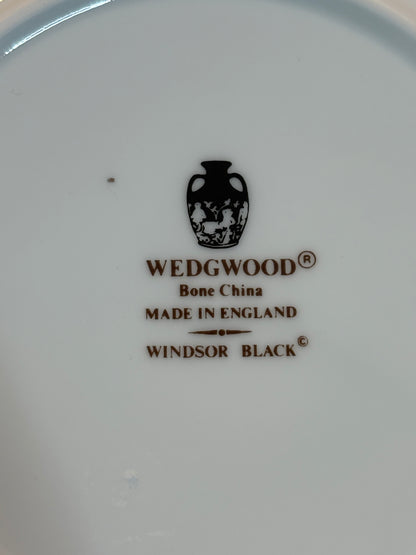 WEDGWOOD®
Bone China
MADE IN ENGLAND
WINDSOR BLACK©